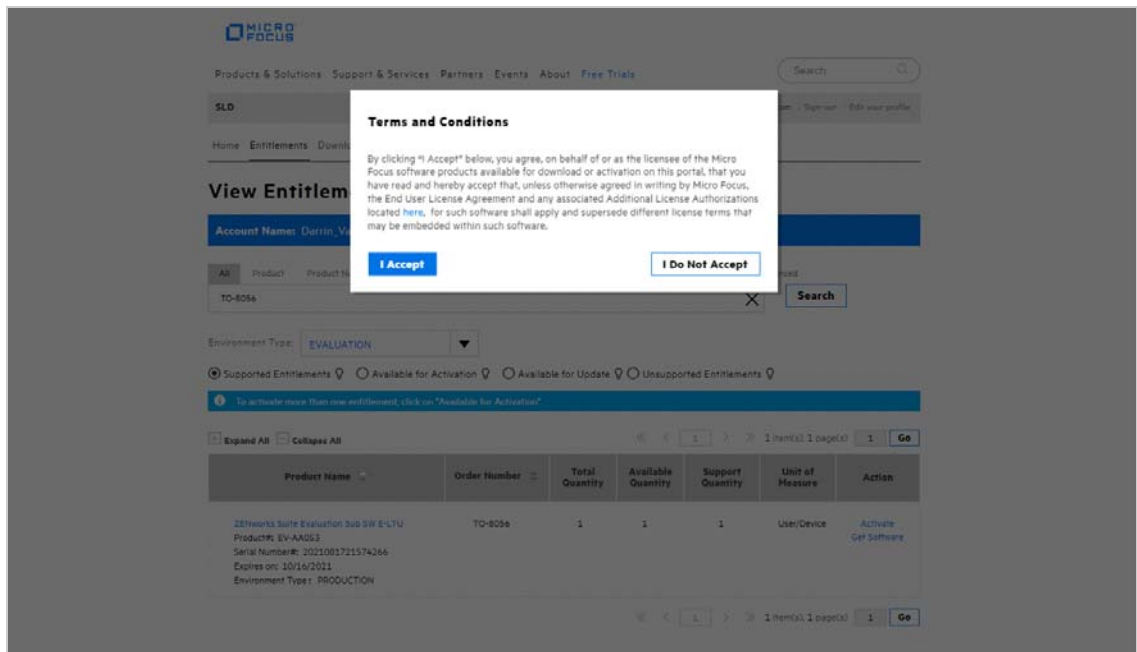 MICRO
FOCUS
Products & Solutions Support & Services Partners Events About Free Trials
Search
SLD
Sign-out Edit your profile
Home Entitlements
Terms and Conditions
By clicking "I Accept" below, you agree, on behalf of or as the licensee of the Micro
Focus software products available for download or activation on this portal, that you
have read and hereby accept that, unless otherwise agreed in writing by Micro Focus,
the End User License Agreement and any associated Additional License Authorizations
located here, for such software shall apply and supersede different license terms that
may be embedded within such software.
I Accept
I Do Not Accept
View Entitlem
Account Name: Darrin_Va
All Product Product N
TO-8056
Search
Environment Type: EVALUATION
Supported Entitlements Available for Activation Available for Update Unsupported Entitlements
To activate more than one entitlement, click on "Available for Activation".
Expand All Collapse All
1 1 item(s), 1 page(s) 1 Go
Product Name Order Number Total Quantity Available Quantity Support Quantity Unit of Measure Action
ZENworks Suite Evaluation Sub SW E-LTU TO-8056 1 1 1 User/Device Activate
Product#: EV-AA053 Get Software
Serial Number#: 2021081721574266
Expires on: 10/16/2021
Environment Type : PRODUCTION
1 1 item(s), 1 page(s) 1 Go